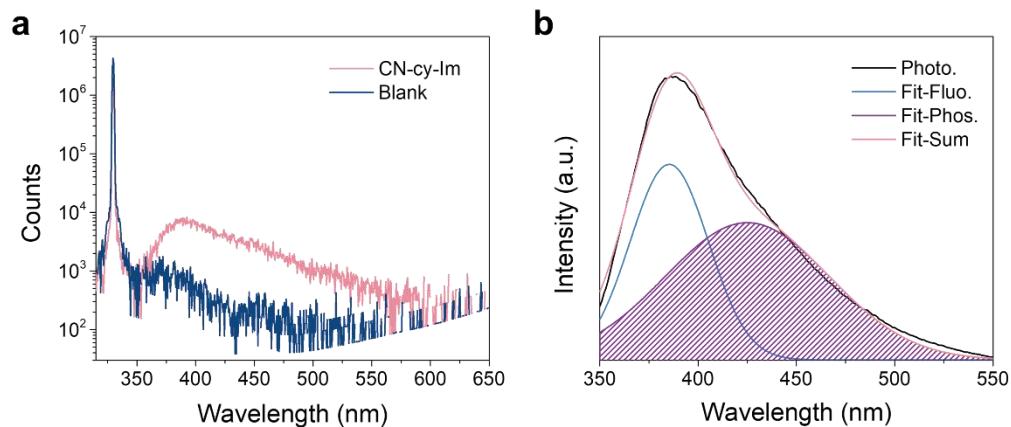 a
10⁷
10⁶
10⁵
10⁴
10³
10²
Counts
CN-cy-Im
Blank
350 400 450 500 550 600 650
Wavelength (nm)
b
Intensity (a.u.)
Photo.
Fit-Fluo.
Fit-Phos.
Fit-Sum
350 400 450 500 550
Wavelength (nm)